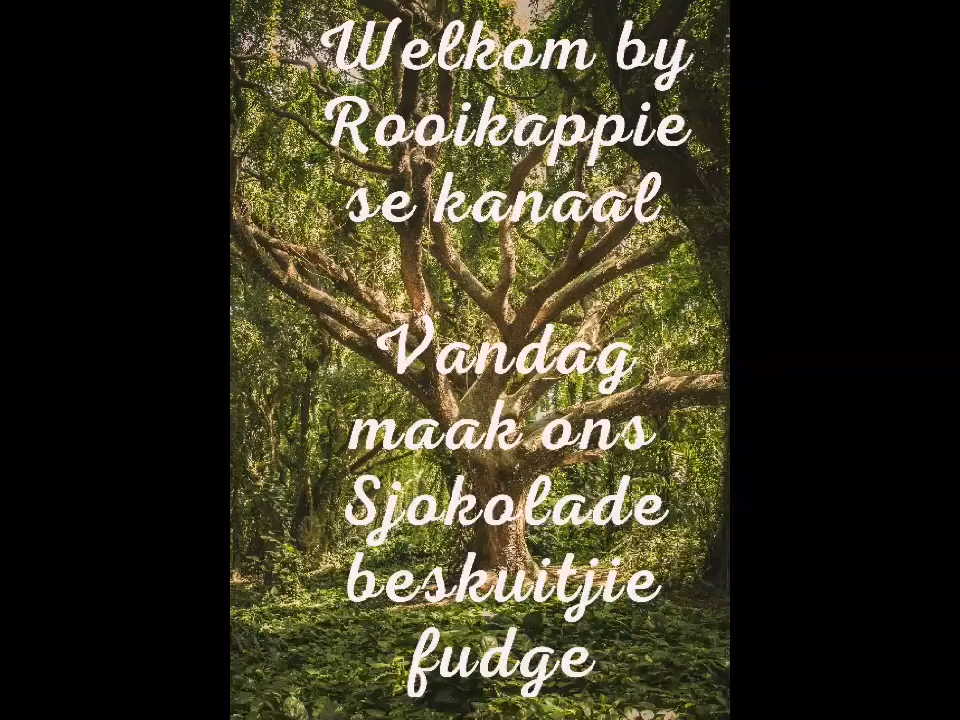 Welkom by
Rooikappie
se kanaal
Vandag
maak ons
Sjokolade
beskuitjie
fudge